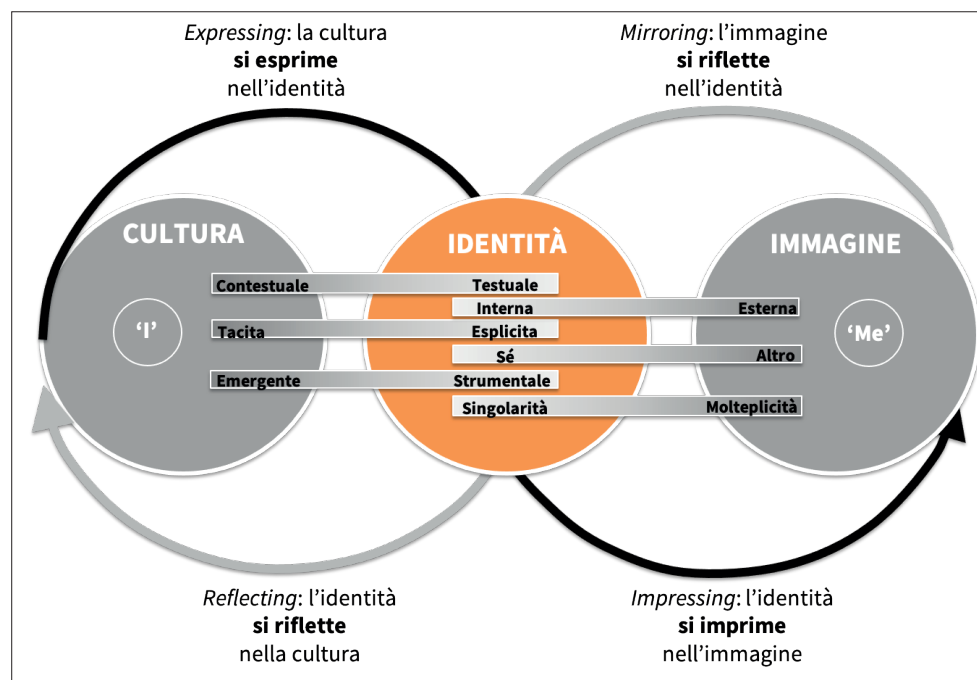 Expressing: la cultura
si esprime
nell’identità
Mirroring: l’immagine
si riflette
nell’identità
CULTURA
IDENTITÀ
IMMAGINE
Contestuale
Testuale
Interna
Esterna
‘I’
Tacita
Esplicita
‘Me’
Sé
Altro
Emergente
Strumentale
Singolarità
Molteplicità
Reflecting: l’identità
si riflette
nella cultura
Impressing: l’identità
si imprime
nell’immagine